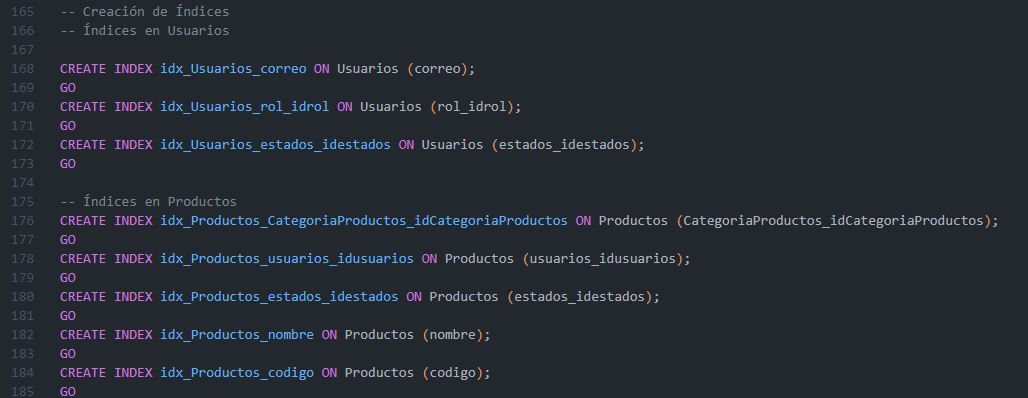 165 -- Creación de Índices
166 -- Índices en Usuarios
167
168 CREATE INDEX idx_Usuarios_correo ON Usuarios (correo);
169 GO
170 CREATE INDEX idx_Usuarios_rol_idrol ON Usuarios (rol_idrol);
171 GO
172 CREATE INDEX idx_Usuarios_estados_idestados ON Usuarios (estados_idestados);
173 GO
174
175 -- Índices en Productos
176 CREATE INDEX idx_Productos_CategoriaProductos_idCategoriaProductos ON Productos (CategoriaProductos_idCategoriaProductos);
177 GO
178 CREATE INDEX idx_Productos_usuarios_idusuarios ON Productos (usuarios_idusuarios);
179 GO
180 CREATE INDEX idx_Productos_estados_idestados ON Productos (estados_idestados);
181 GO
182 CREATE INDEX idx_Productos_nombre ON Productos (nombre);
183 GO
184 CREATE INDEX idx_Productos_codigo ON Productos (codigo);
185 GO